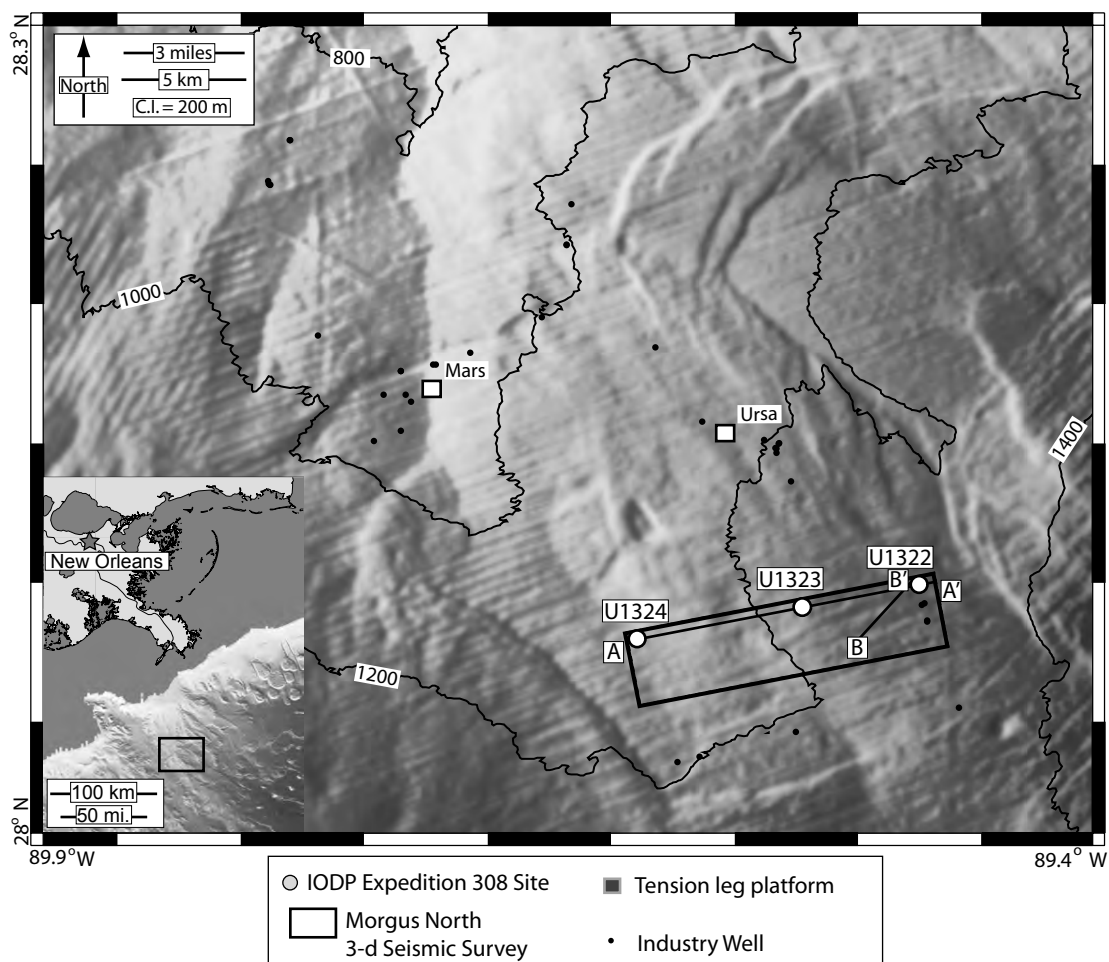 28.3° N
3 miles
5 km
North
C.I. = 200 m
800
1000
Mars
Ursa
1400
New Orleans
U1322
U1323
B'
A'
U1324
A
B
1200
100 km
50 mi.
28° N
89.9° W
89.4° W
IODP Expedition 308 Site
Tension leg platform
Morgus North
3-d Seismic Survey
Industry Well